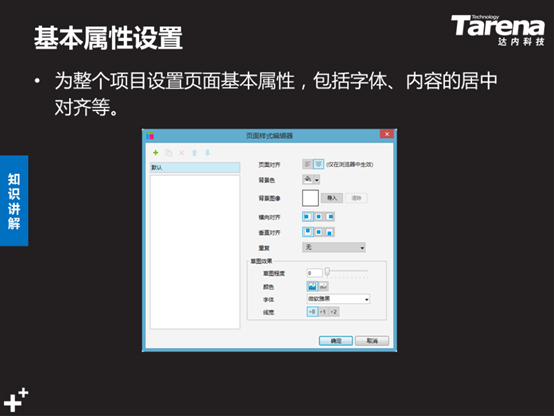 基本属性设置
Technology
Tarena
达内科技
• 为整个项目设置页面基本属性，包括字体、内容的居中
对齐等。
知识讲解
页面样式编辑器
默认
页面对齐 (仅在浏览器中生效)
背景色
背景图像 导入 清除
横向对齐
垂直对齐
重复 无
草图效果
草图程度 0
颜色
字体 微软雅黑
线宽 +0 +1 +2
确定 取消